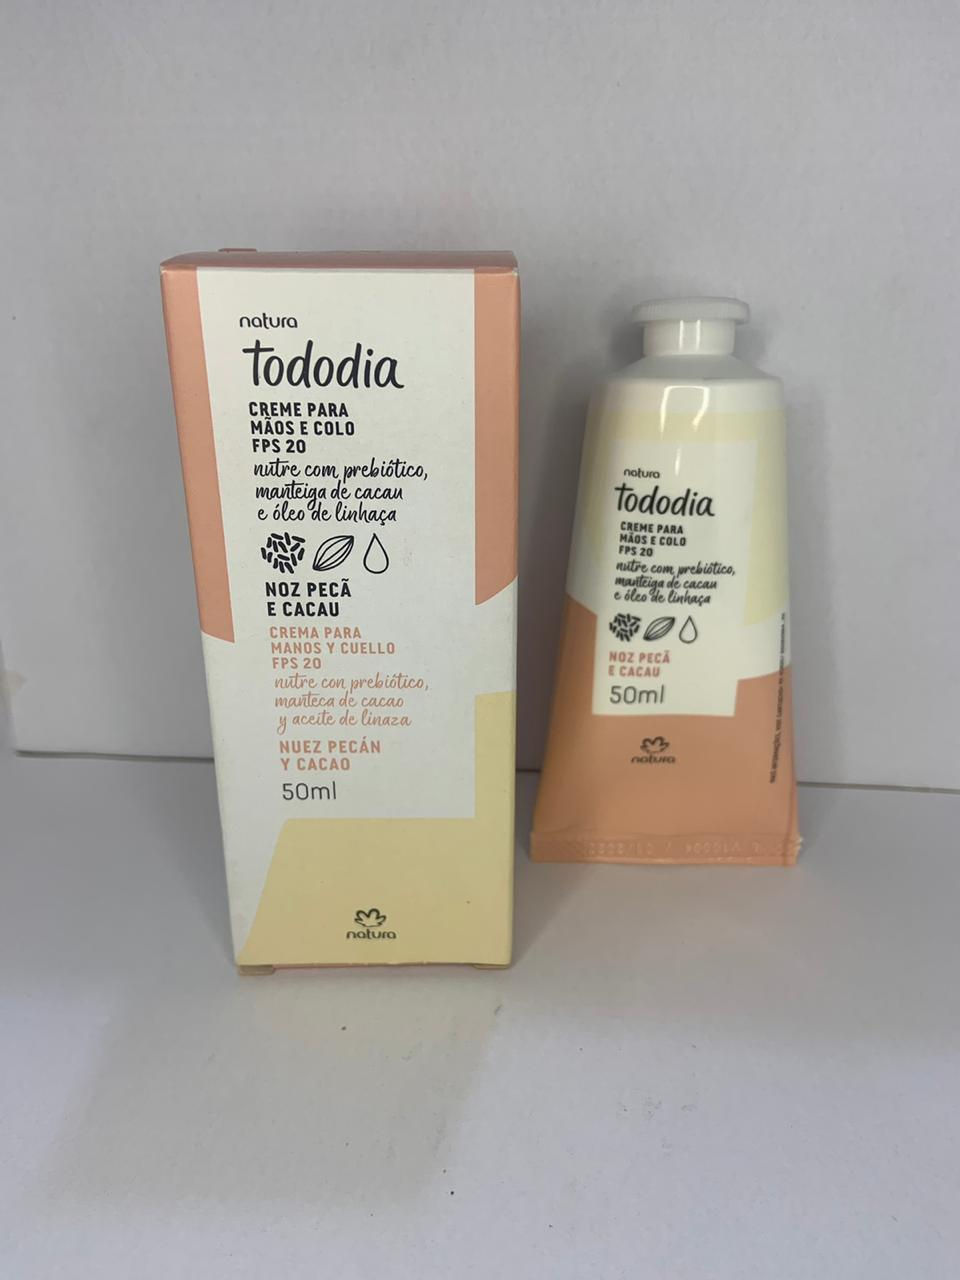 natura
tododia
CREME PARA
MÃOS E COLO
FPS 20
nutre com prebiótico,
manteiga de cacau
e óleo de linhaça
NOZ PECÃ
E CACAU
CREMA PARA
MANOS Y CUELLO
FPS 20
nutre con prebiótico,
manteca de cacao
y aceite de linaza
NUEZ PECÁN
Y CACAO
50ml
natura
natura
tododia
CREME PARA
MÃOS E COLO
FPS 20
nutre com prebiótico,
manteiga de cacau
e óleo de linhaça
NOZ PECÃ
E CACAU
50ml
natura